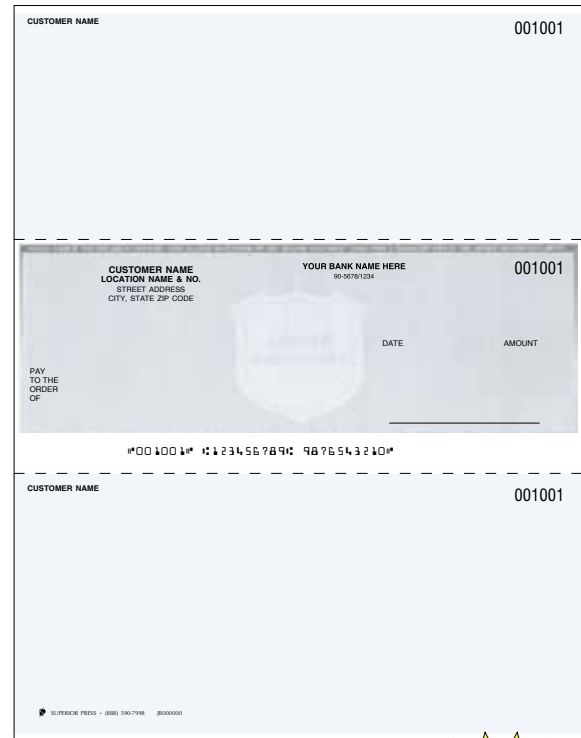 CUSTOMER NAME
001001
CUSTOMER NAME
LOCATION NAME & NO.
STREET ADDRESS
CITY, STATE ZIP CODE
YOUR BANK NAME HERE
90-5678/1234
001001
DATE
AMOUNT
PAY
TO THE
ORDER
OF
⑈001001⑈ ⑆123456789⑆ 9876543210⑈
CUSTOMER NAME
001001
SUPERIOR PRESS • (888) 590-7998 JB000000